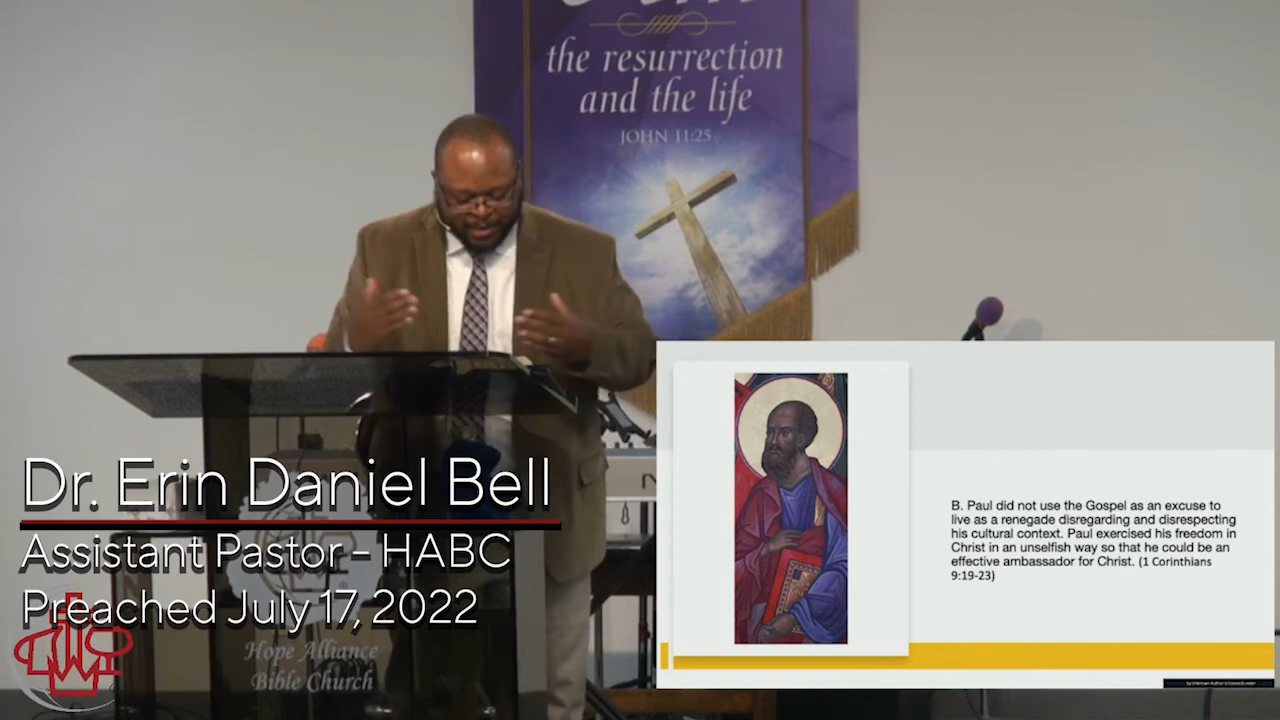 the resurrection
and the life
JOHN 11:25
Dr. Erin Daniel Bell
Assistant Pastor - HABC
Preached July 17, 2022
Hope Alliance
Bible Church
B. Paul did not use the Gospel as an excuse to
live as a renegade disregarding and disrespecting
his cultural context. Paul exercised his freedom in
Christ in an unselfish way so that he could be an
effective ambassador for Christ. (1 Corinthians
9:19-23)